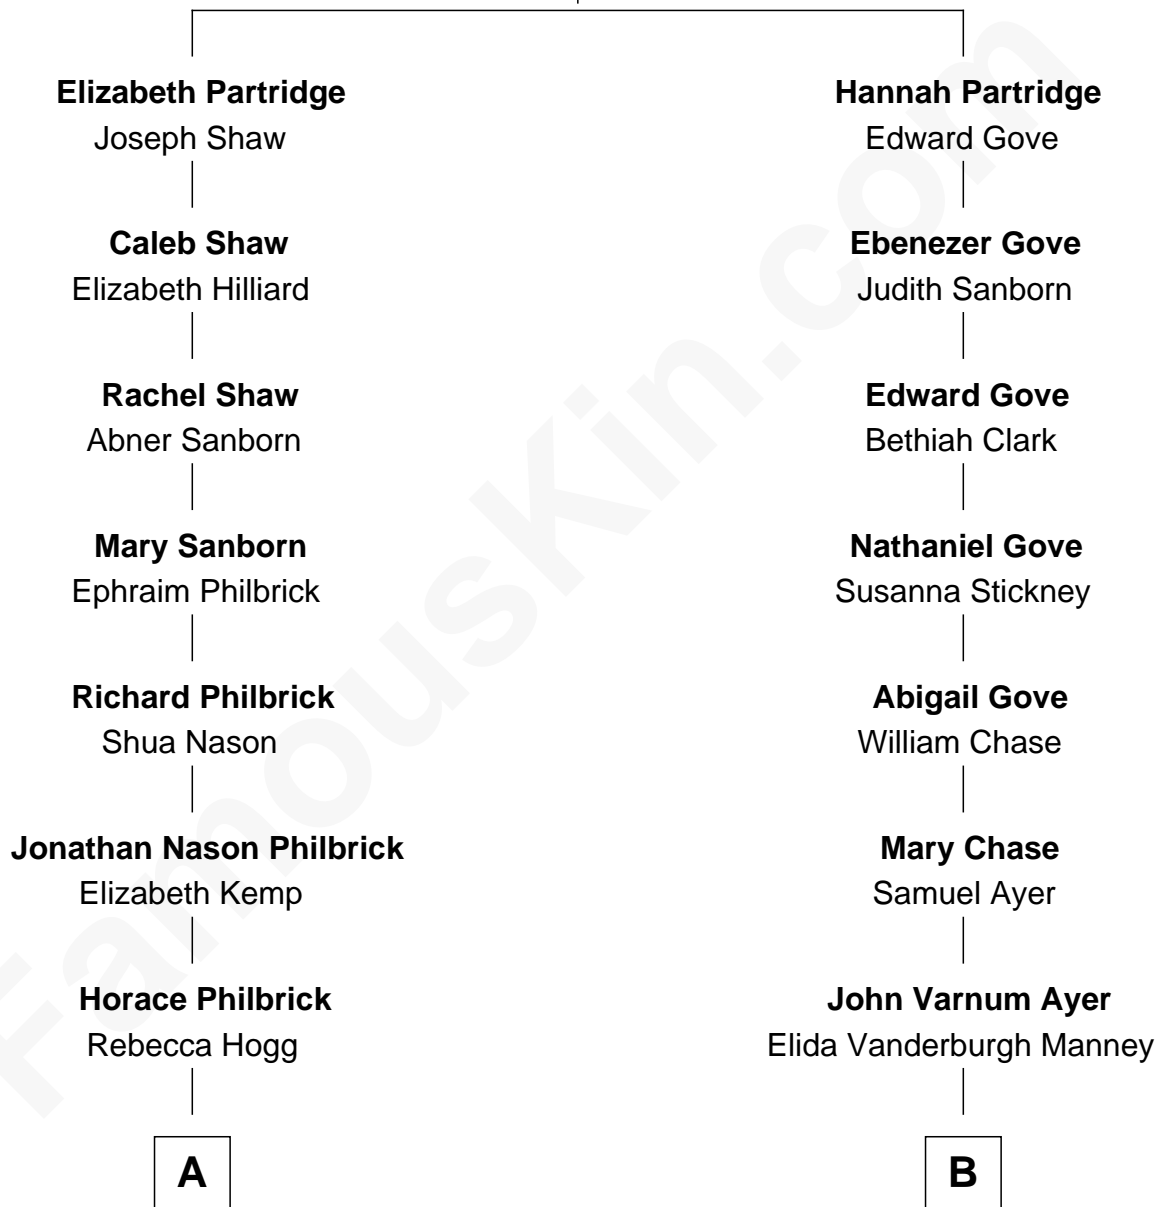 Elizabeth Partridge
Joseph Shaw
Caleb Shaw
Elizabeth Hilliard
Rachel Shaw
Abner Sanborn
Mary Sanborn
Ephraim Philbrick
Richard Philbrick
Shua Nason
Jonathan Nason Philbrick
Elizabeth Kemp
Horace Philbrick
Rebecca Hogg
A
Hannah Partridge
Edward Gove
Ebenezer Gove
Judith Sanborn
Edward Gove
Bethiah Clark
Nathaniel Gove
Susanna Stickney
Abigail Gove
William Chase
Mary Chase
Samuel Ayer
John Varnum Ayer
Elida Vanderburgh Manney
B
FamousKin.com